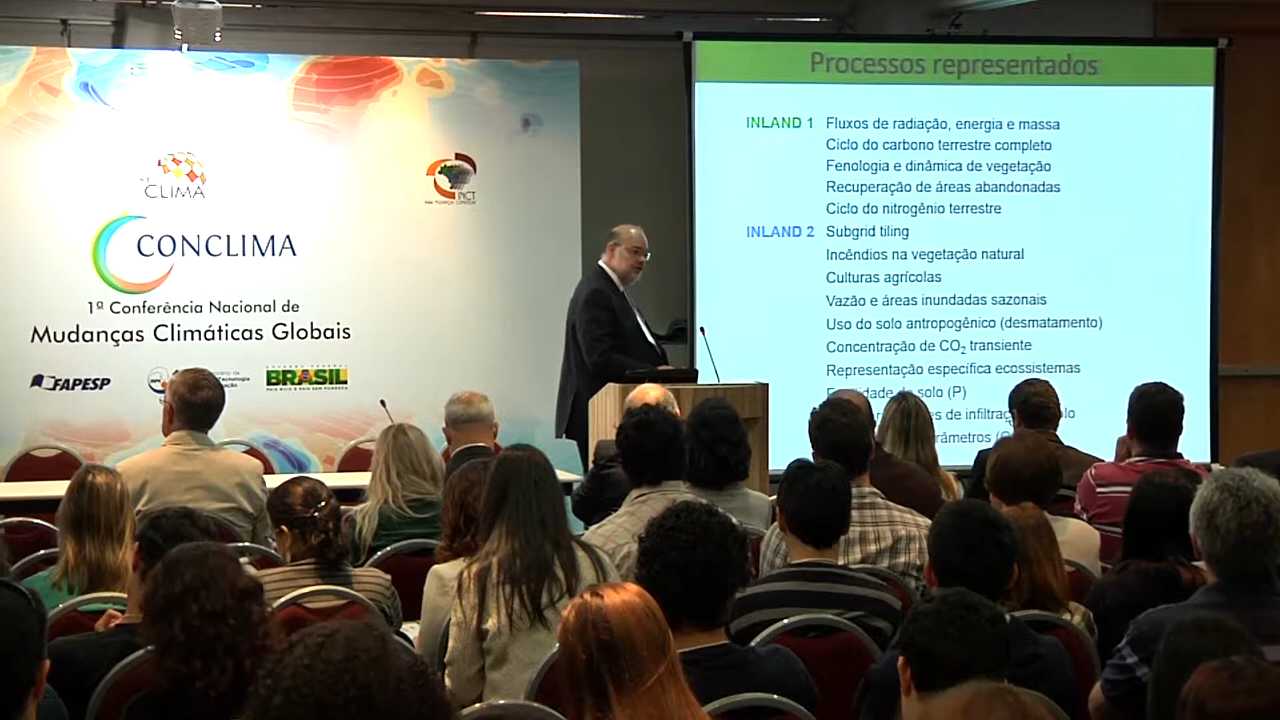 CLIMA
INCT
CONCLIMA
1ª Conferência Nacional de
Mudanças Climáticas Globais
FAPESP
BRASIL
Processos representados
INLAND 1 Fluxos de radiação, energia e massa
Ciclo do carbono terrestre completo
Fenologia e dinâmica de vegetação
Recuperação de áreas abandonadas
Ciclo do nitrogênio terrestre
INLAND 2 Subgrid tiling
Incêndios na vegetação natural
Culturas agrícolas
Vazão e áreas inundadas sazonais
Uso do solo antropogênico (desmatamento)
Concentração de CO₂ transiente
Representação específica ecossistemas
solo (P)
de